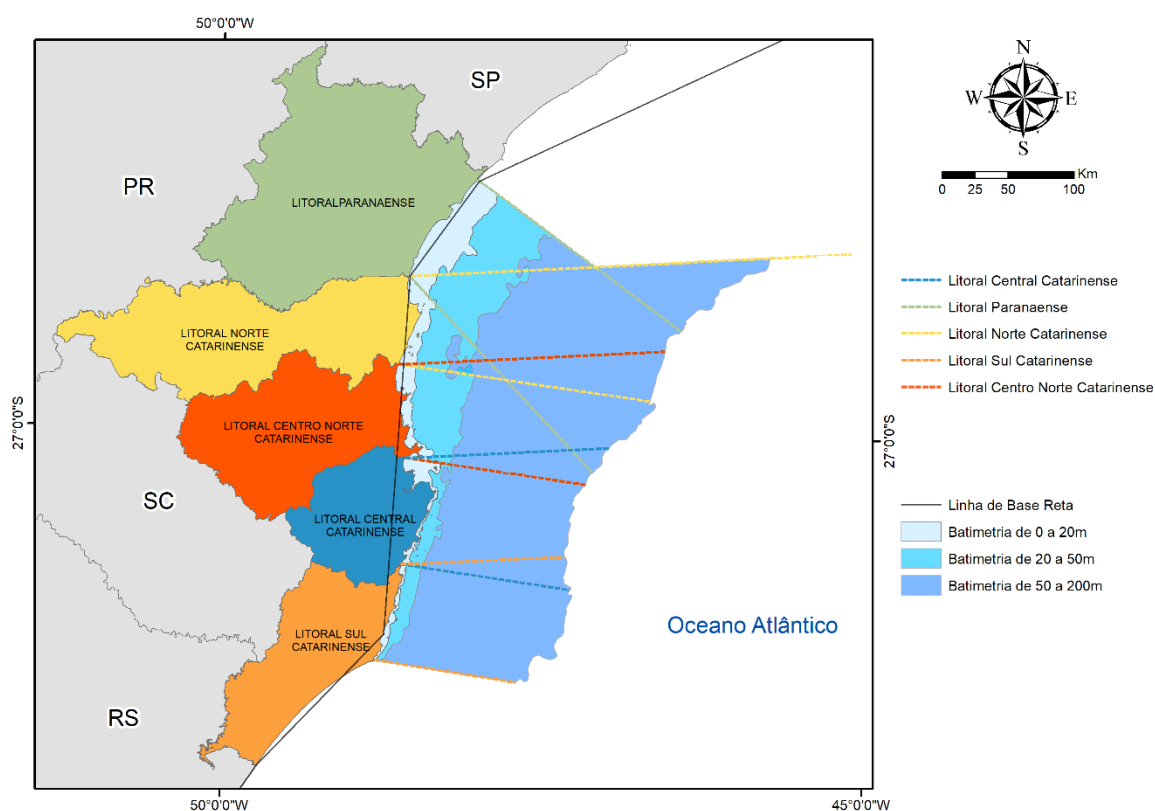 50°0'0"W
SP
PR
LITORALPARANAENSE
LITORAL NORTE
CATARINENSE
LITORAL CENTRO NORTE
CATARINENSE
SC
LITORAL CENTRAL
CATARINENSE
LITORAL SUL
CATARINENSE
RS
Oceano Atlântico
27°0'0"S
27°0'0"S
50°0'0"W
45°0'0"W
N
W
E
S
Km
0 25 50 100
Litoral Central Catarinense
Litoral Paranaense
Litoral Norte Catarinense
Litoral Sul Catarinense
Litoral Centro Norte Catarinense
Linha de Base Reta
Batimetria de 0 a 20m
Batimetria de 20 a 50m
Batimetria de 50 a 200m